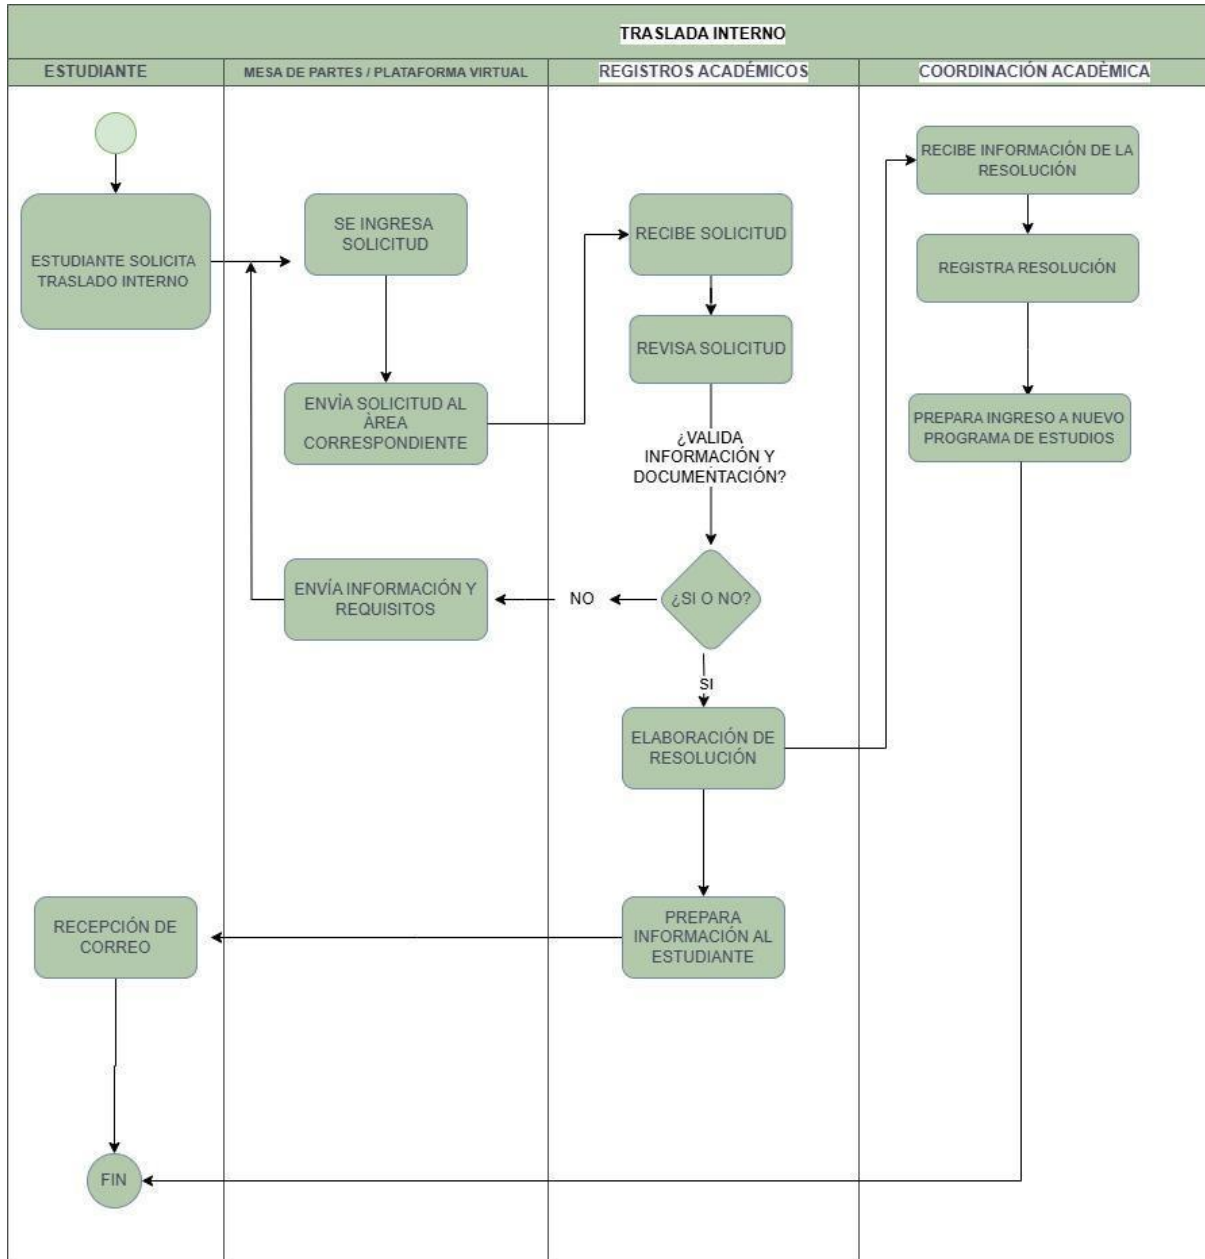 TRASLADA INTERNO
ESTUDIANTE
MESA DE PARTES / PLATAFORMA VIRTUAL
REGISTROS ACADÉMICOS
COORDINACIÓN ACADÈMICA
ESTUDIANTE SOLICITA
TRASLADO INTERNO
SE INGRESA
SOLICITUD
ENVÌA SOLICITUD AL
ÀREA
CORRESPONDIENTE
RECIBE SOLICITUD
REVISA SOLICITUD
¿VALIDA
INFORMACIÓN Y
DOCUMENTACIÓN?
¿SI O NO?
NO
ENVÍA INFORMACIÓN Y
REQUISITOS
SI
ELABORACIÓN DE
RESOLUCIÓN
RECIBE INFORMACIÓN DE LA
RESOLUCIÓN
REGISTRA RESOLUCIÓN
PREPARA INGRESO A NUEVO
PROGRAMA DE ESTUDIOS
PREPARA
INFORMACIÓN AL
ESTUDIANTE
RECEPCIÓN DE
CORREO
FIN